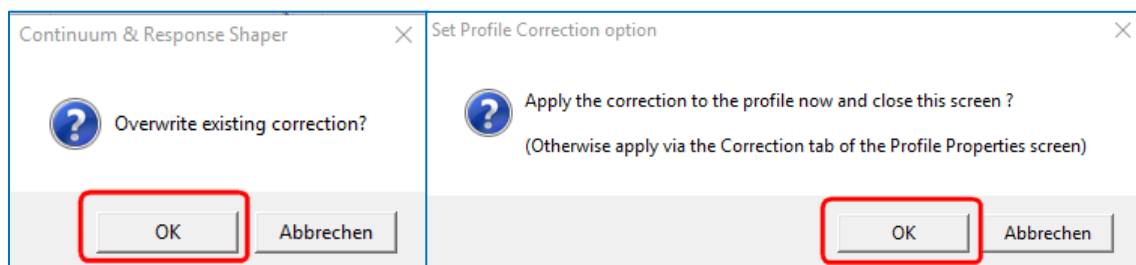 Continuum & Response Shaper
Overwrite existing correction?
OK
Abbrechen
Set Profile Correction option
Apply the correction to the profile now and close this screen ?
(Otherwise apply via the Correction tab of the Profile Properties screen)
OK
Abbrechen